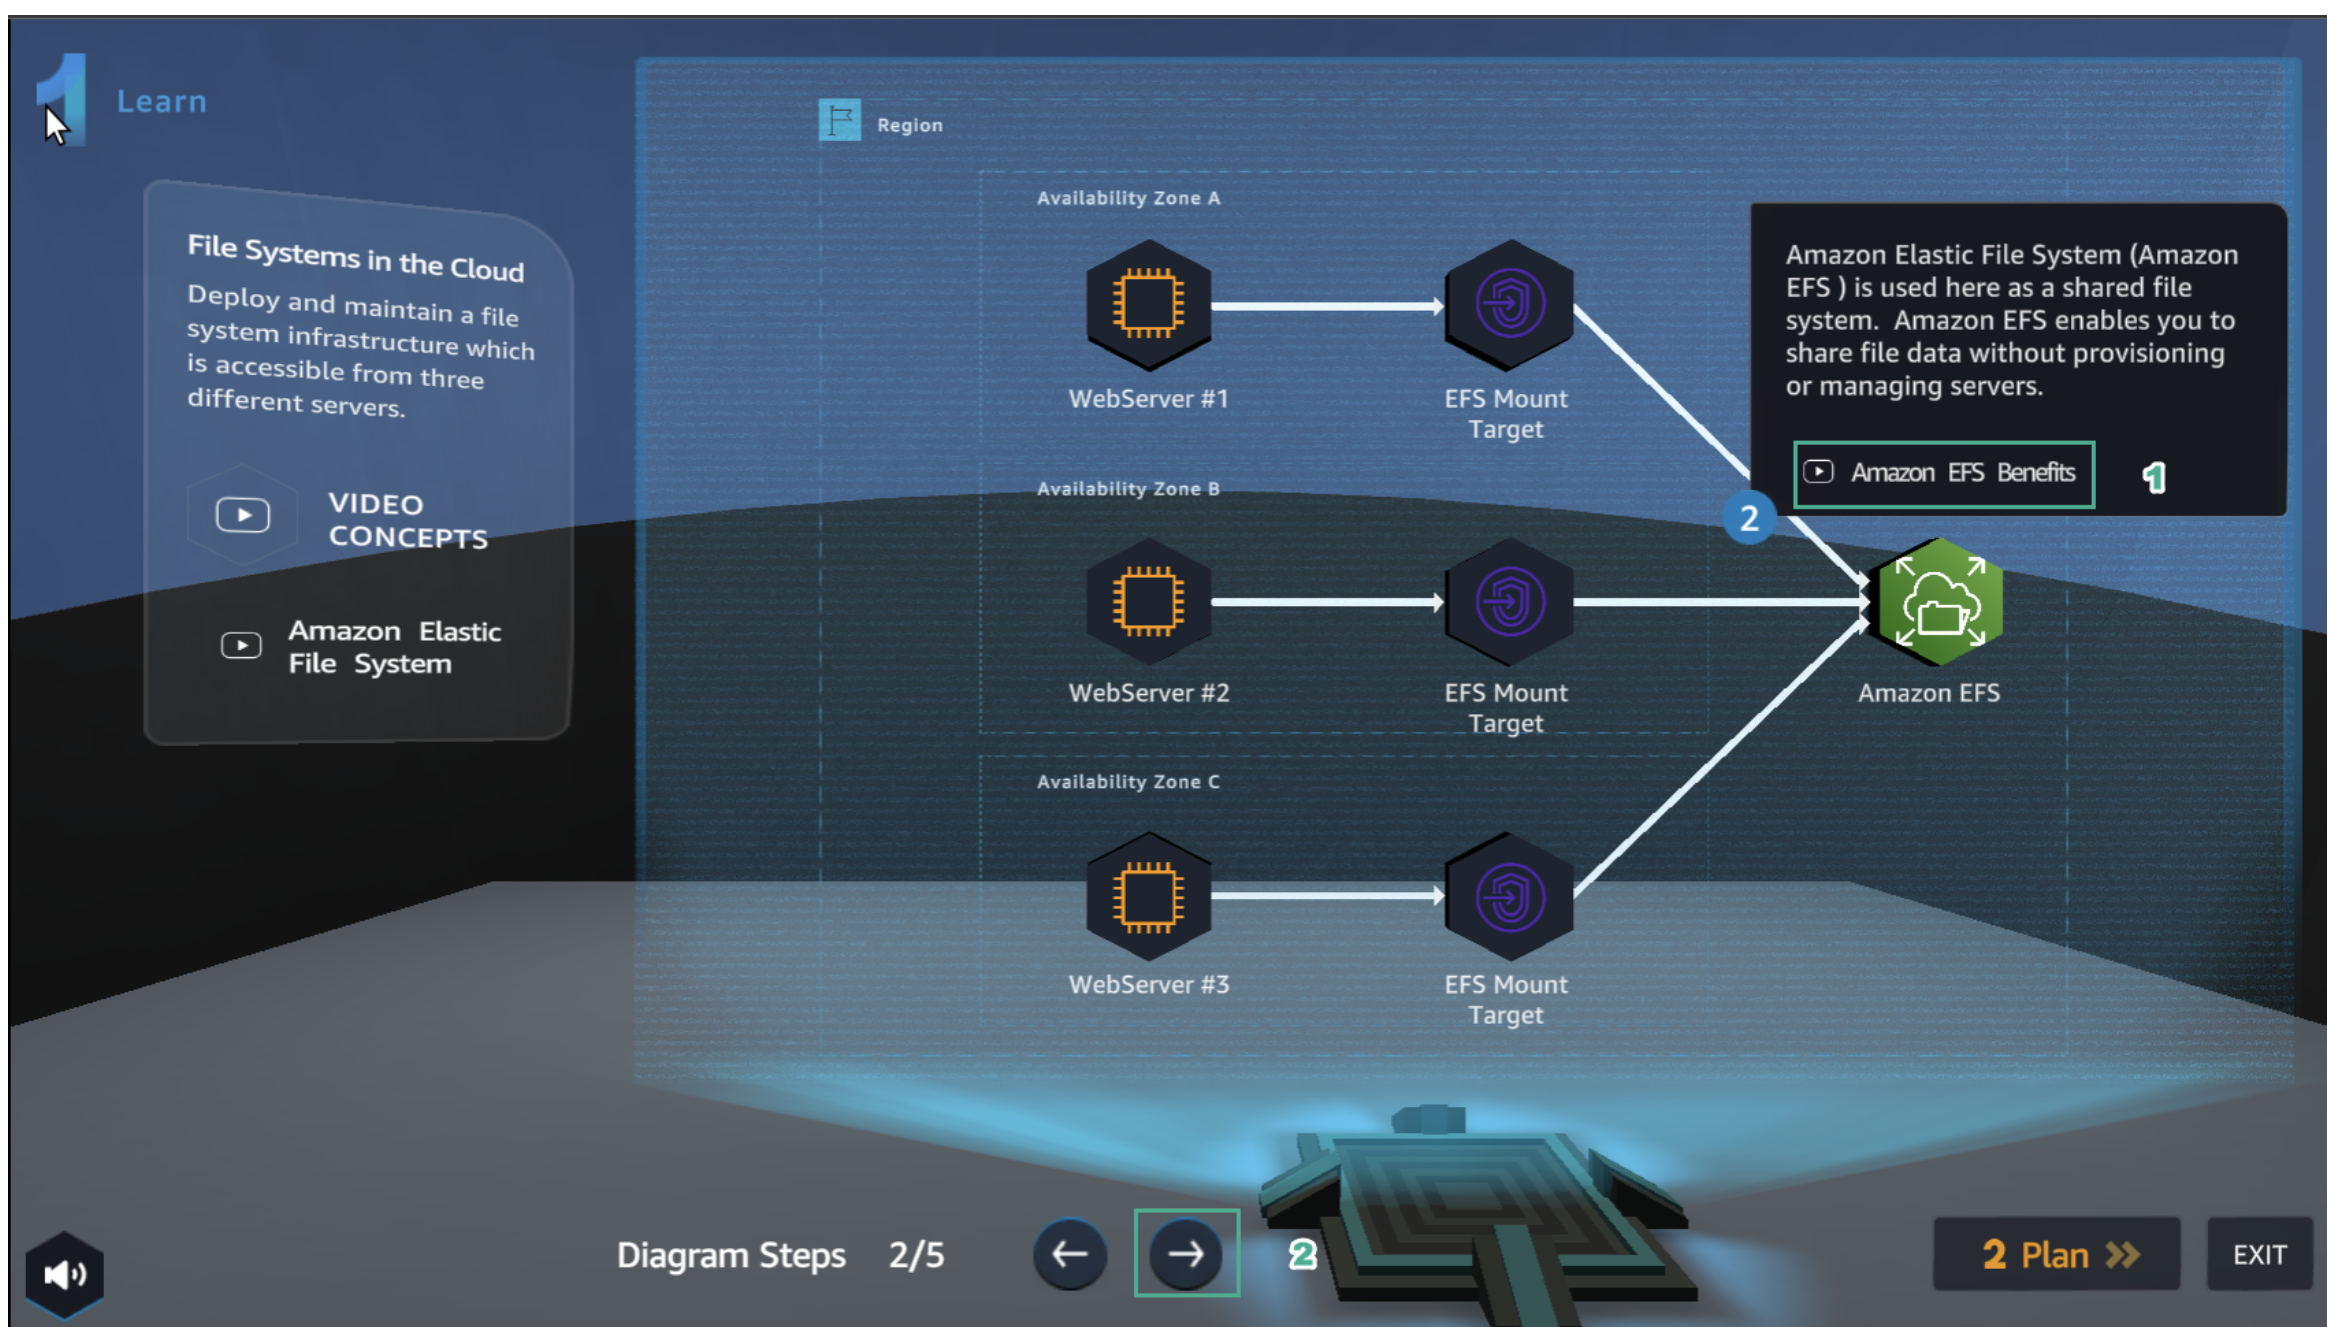 1 Learn
File Systems in the Cloud
Deploy and maintain a file
system infrastructure which
is accessible from three
different servers.
VIDEO
CONCEPTS
Amazon Elastic
File System
Region
Availability Zone A
WebServer #1
EFS Mount
Target
Availability Zone B
WebServer #2
EFS Mount
Target
Availability Zone C
WebServer #3
EFS Mount
Target
Amazon Elastic File System (Amazon
EFS ) is used here as a shared file
system. Amazon EFS enables you to
share file data without provisioning
or managing servers.
Amazon EFS Benefits
1
2
Amazon EFS
Diagram Steps 2/5
2
2 Plan
EXIT